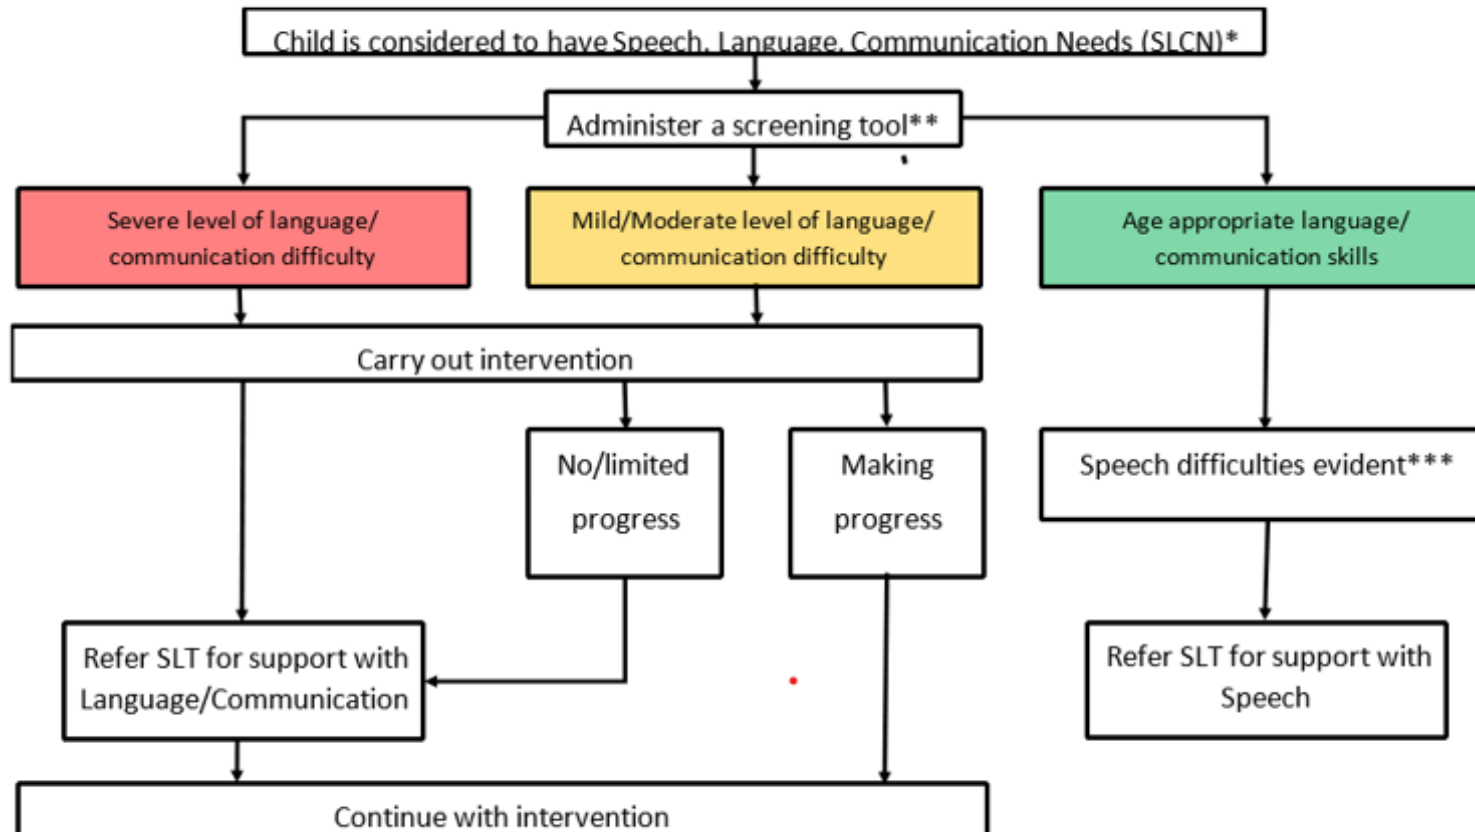 Child is considered to have Speech, Language, Communication Needs (SLCN)*
Administer a screening tool**
Severe level of language/
communication difficulty
Mild/Moderate level of language/
communication difficulty
Age appropriate language/
communication skills
Carry out intervention
No/limited
progress
Making
progress
Speech difficulties evident***
Refer SLT for support with
Language/Communication
Refer SLT for support with
Speech
Continue with intervention